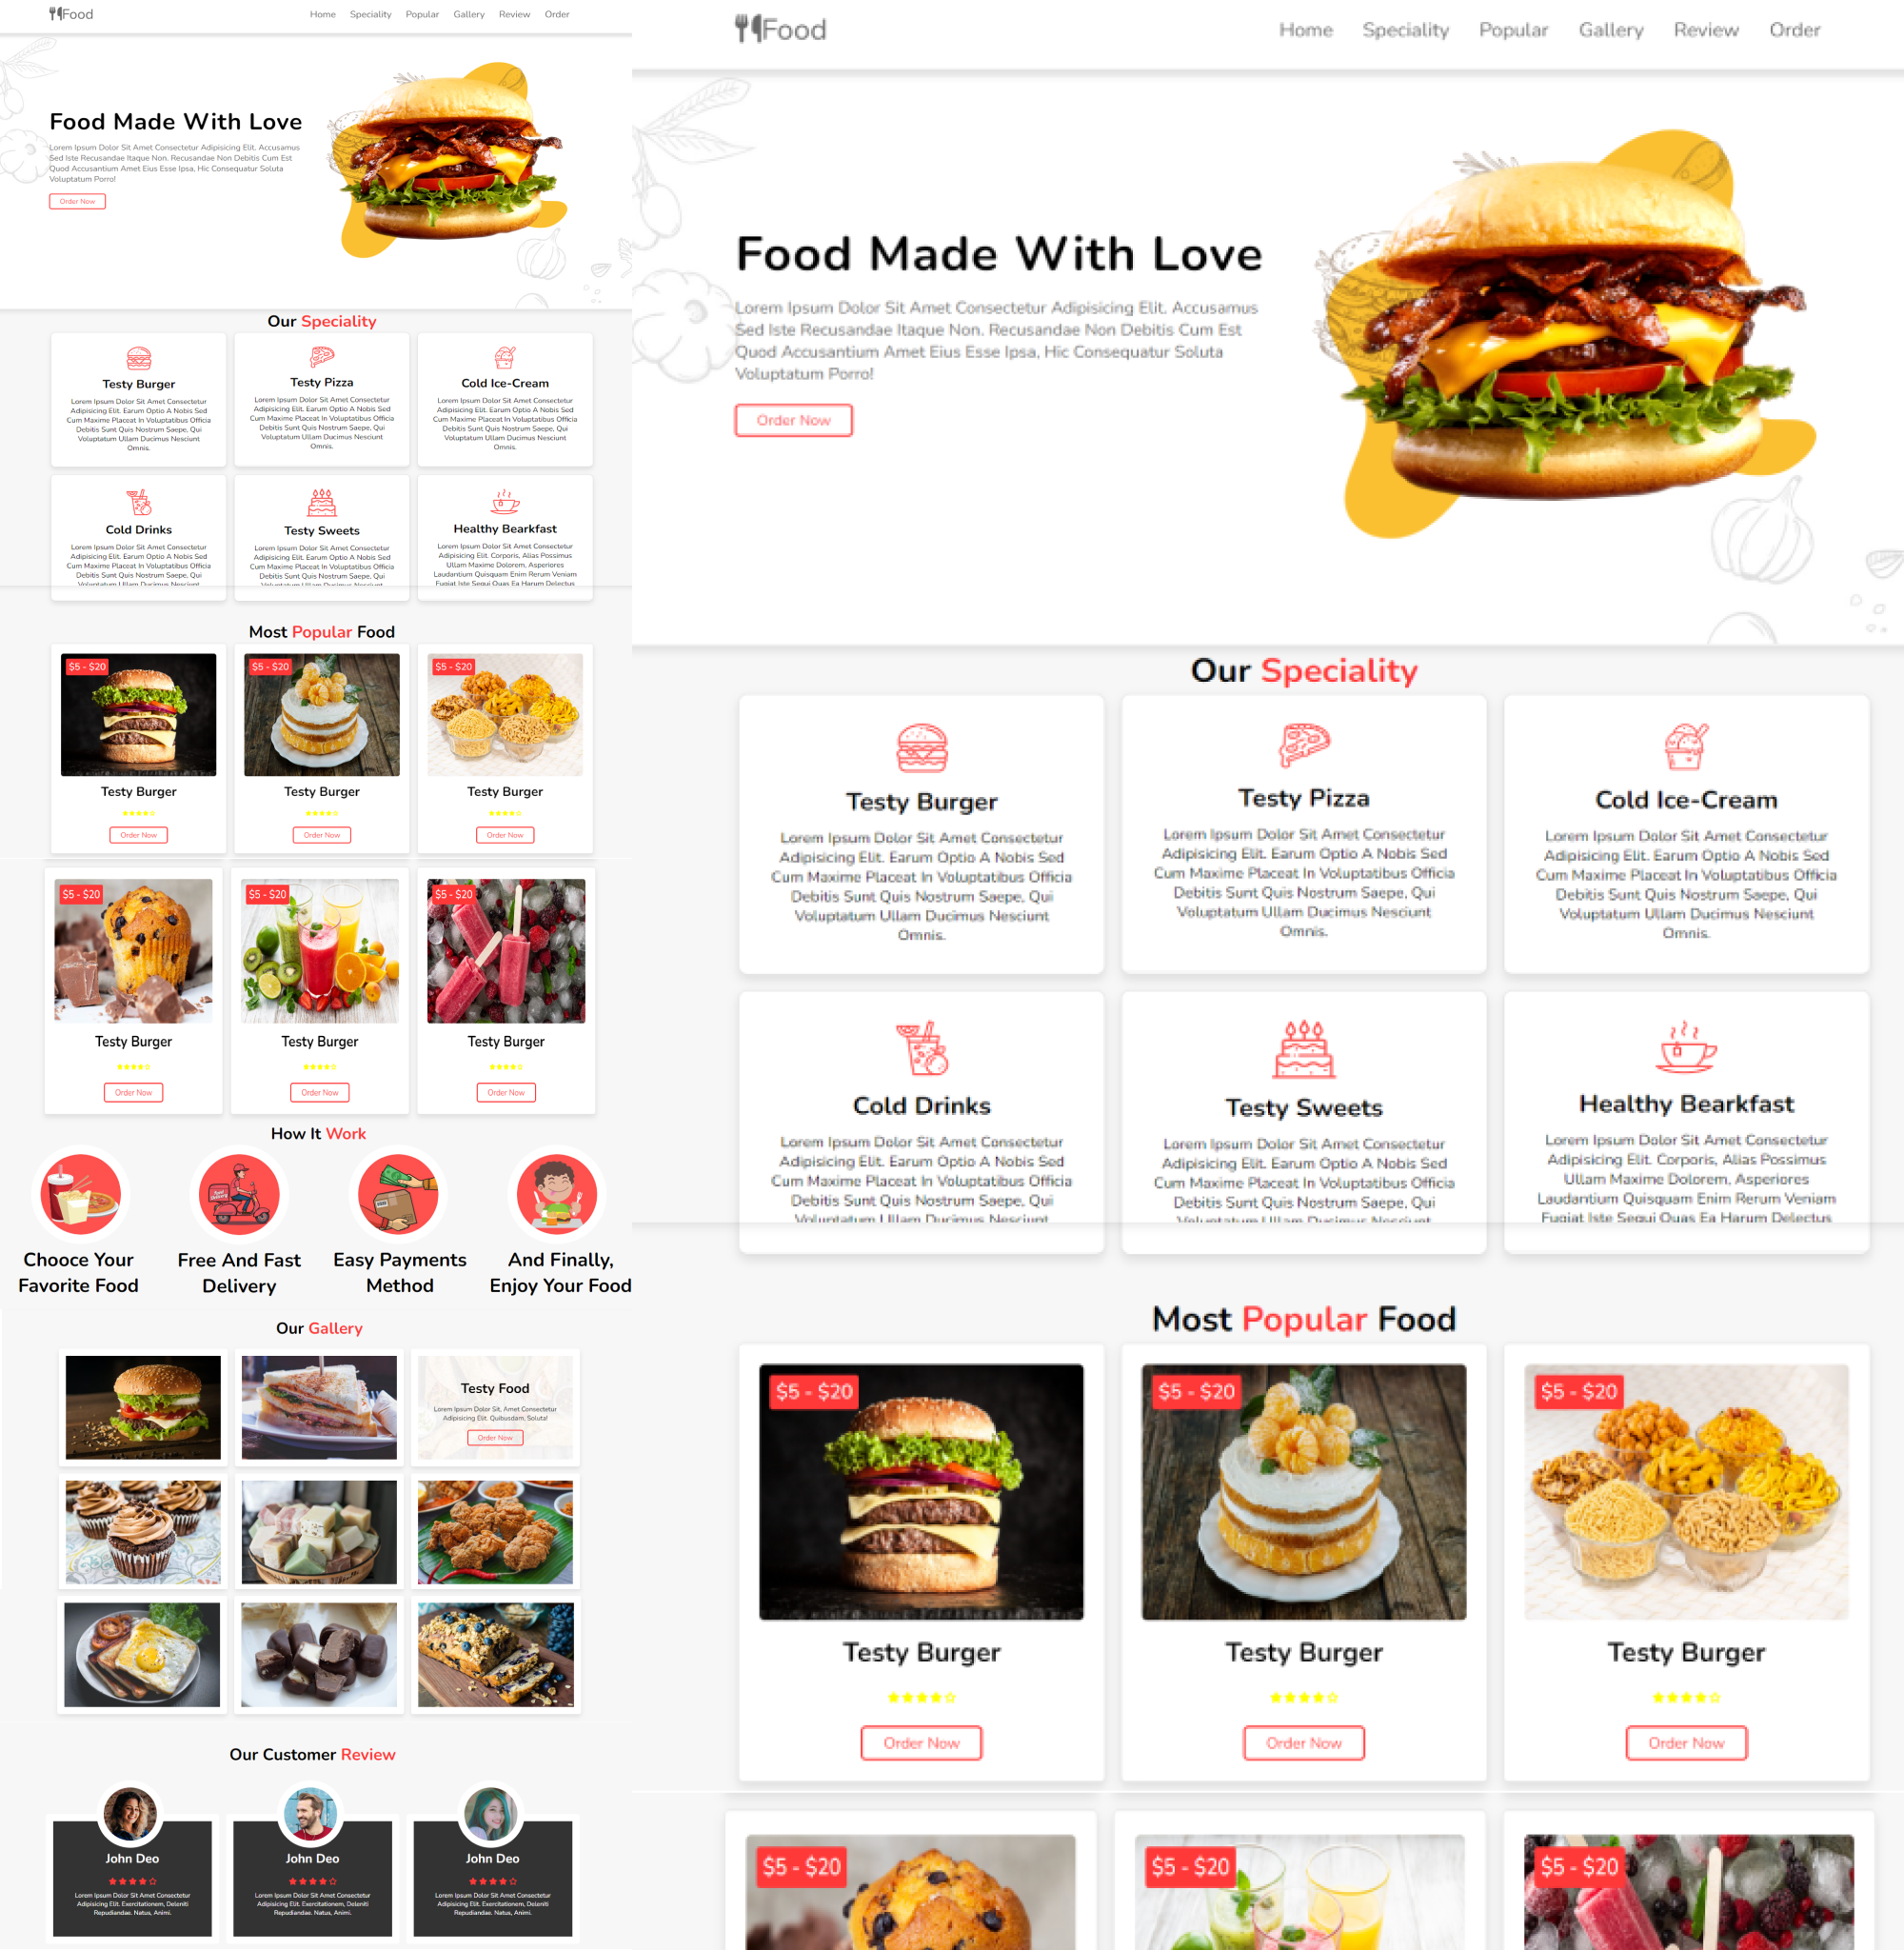 Food
Home Speciality Popular Gallery Review Order
Food Made With Love
Lorem Ipsum Dolor Sit Amet Consectetur Adipisicing Elit. Accusamus
Sed Iste Recusandae Itaque Non. Recusandae Non Debitis Cum Est
Quod Accusantium Amet Eius Esse Ipsa, Hic Consequatur Soluta
Voluptatum Porro!
Order Now
Our Speciality
Testy Burger
Lorem Ipsum Dolor Sit Amet Consectetur
Adipisicing Elit. Earum Optio A Nobis Sed
Cum Maxime Placeat In Voluptatibus Officia
Debitis Sunt Quis Nostrum Saepe, Qui
Voluptatum Ullam Ducimus Nesciunt
Omnis.
Testy Pizza
Lorem Ipsum Dolor Sit Amet Consectetur
Adipisicing Elit. Earum Optio A Nobis Sed
Cum Maxime Placeat In Voluptatibus Officia
Debitis Sunt Quis Nostrum Saepe, Qui
Voluptatum Ullam Ducimus Nesciunt
Omnis.
Cold Ice-Cream
Lorem Ipsum Dolor Sit Amet Consectetur
Adipisicing Elit. Earum Optio A Nobis Sed
Cum Maxime Placeat In Voluptatibus Officia
Debitis Sunt Quis Nostrum Saepe, Qui
Voluptatum Ullam Ducimus Nesciunt
Omnis.
Cold Drinks
Lorem Ipsum Dolor Sit Amet Consectetur
Adipisicing Elit. Earum Optio A Nobis Sed
Cum Maxime Placeat In Voluptatibus Officia
Debitis Sunt Quis Nostrum Saepe, Qui
Voluptatum Ullam Ducimus Nesciunt
Testy Sweets
Lorem Ipsum Dolor Sit Amet Consectetur
Adipisicing Elit. Earum Optio A Nobis Sed
Cum Maxime Placeat In Voluptatibus Officia
Debitis Sunt Quis Nostrum Saepe, Qui
Voluptatum Ullam Ducimus Nesciunt
Healthy Bearkfast
Lorem Ipsum Dolor Sit Amet Consectetur
Adipisicing Elit. Corporis, Alias Possimus
Ullam Maxime Dolorem, Asperiores
Laudantium Quisquam Enim Rerum Veniam
Fugiat Iste Sequi Quas Ea Harum Delectus
Most Popular Food
$5 - $20
Testy Burger
Order Now
$5 - $20
Testy Burger
Order Now
$5 - $20
Testy Burger
Order Now
$5 - $20
Testy Burger
Order Now
$5 - $20
Testy Burger
Order Now
$5 - $20
Testy Burger
Order Now
How It Work
Chooce Your
Favorite Food
Free And Fast
Delivery
Easy Payments
Method
And Finally,
Enjoy Your Food
Our Gallery
Testy Food
Lorem Ipsum Dolor Sit, Amet Consectetur
Adipisicing Elit. Quibusdam, Soluta!
Order Now
Our Customer Review
John Deo
Lorem Ipsum Dolor Sit Amet Consectetur
Adipisicing Elit. Exercitationem, Deleniti
Repudiandae. Natus, Animi.
John Deo
Lorem Ipsum Dolor Sit Amet Consectetur
Adipisicing Elit. Exercitationem, Deleniti
Repudiandae. Natus, Animi.
John Deo
Lorem Ipsum Dolor Sit Amet Consectetur
Adipisicing Elit. Exercitationem, Deleniti
Repudiandae. Natus, Animi.
Food
Home Speciality Popular Gallery Review Order
Food Made With Love
Lorem Ipsum Dolor Sit Amet Consectetur Adipisicing Elit. Accusamus
Sed Iste Recusandae Itaque Non. Recusandae Non Debitis Cum Est
Quod Accusantium Amet Eius Esse Ipsa, Hic Consequatur Soluta
Voluptatum Porro!
Order Now
Our Speciality
Testy Burger
Lorem Ipsum Dolor Sit Amet Consectetur
Adipisicing Elit. Earum Optio A Nobis Sed
Cum Maxime Placeat In Voluptatibus Officia
Debitis Sunt Quis Nostrum Saepe, Qui
Voluptatum Ullam Ducimus Nesciunt
Omnis.
Testy Pizza
Lorem Ipsum Dolor Sit Amet Consectetur
Adipisicing Elit. Earum Optio A Nobis Sed
Cum Maxime Placeat In Voluptatibus Officia
Debitis Sunt Quis Nostrum Saepe, Qui
Voluptatum Ullam Ducimus Nesciunt
Omnis.
Cold Ice-Cream
Lorem Ipsum Dolor Sit Amet Consectetur
Adipisicing Elit. Earum Optio A Nobis Sed
Cum Maxime Placeat In Voluptatibus Officia
Debitis Sunt Quis Nostrum Saepe, Qui
Voluptatum Ullam Ducimus Nesciunt
Omnis.
Cold Drinks
Lorem Ipsum Dolor Sit Amet Consectetur
Adipisicing Elit. Earum Optio A Nobis Sed
Cum Maxime Placeat In Voluptatibus Officia
Debitis Sunt Quis Nostrum Saepe, Qui
Voluptatum Ullam Ducimus Nesciunt
Testy Sweets
Lorem Ipsum Dolor Sit Amet Consectetur
Adipisicing Elit. Earum Optio A Nobis Sed
Cum Maxime Placeat In Voluptatibus Officia
Debitis Sunt Quis Nostrum Saepe, Qui
Voluptatum Ullam Ducimus Nesciunt
Healthy Bearkfast
Lorem Ipsum Dolor Sit Amet Consectetur
Adipisicing Elit. Corporis, Alias Possimus
Ullam Maxime Dolorem, Asperiores
Laudantium Quisquam Enim Rerum Veniam
Fugiat Iste Sequi Quas Ea Harum Delectus
Most Popular Food
$5 - $20
Testy Burger
Order Now
$5 - $20
Testy Burger
Order Now
$5 - $20
Testy Burger
Order Now
$5 - $20
$5 - $20
$5 - $20